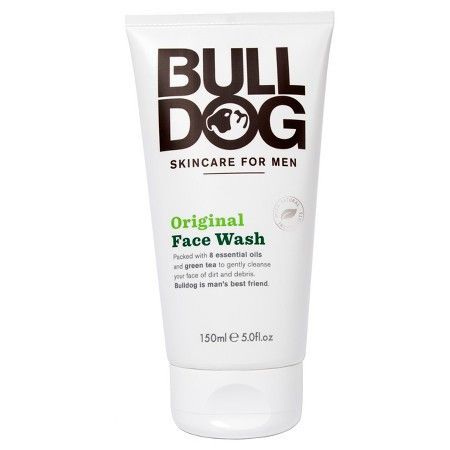 BULL
DOG
SKINCARE FOR MEN
Original
Face Wash
Packed with 8 essential oils
and green tea to gently cleanse
your face of dirt and debris.
Bulldog is man's best friend.
150ml ℮ 5.0fl.oz